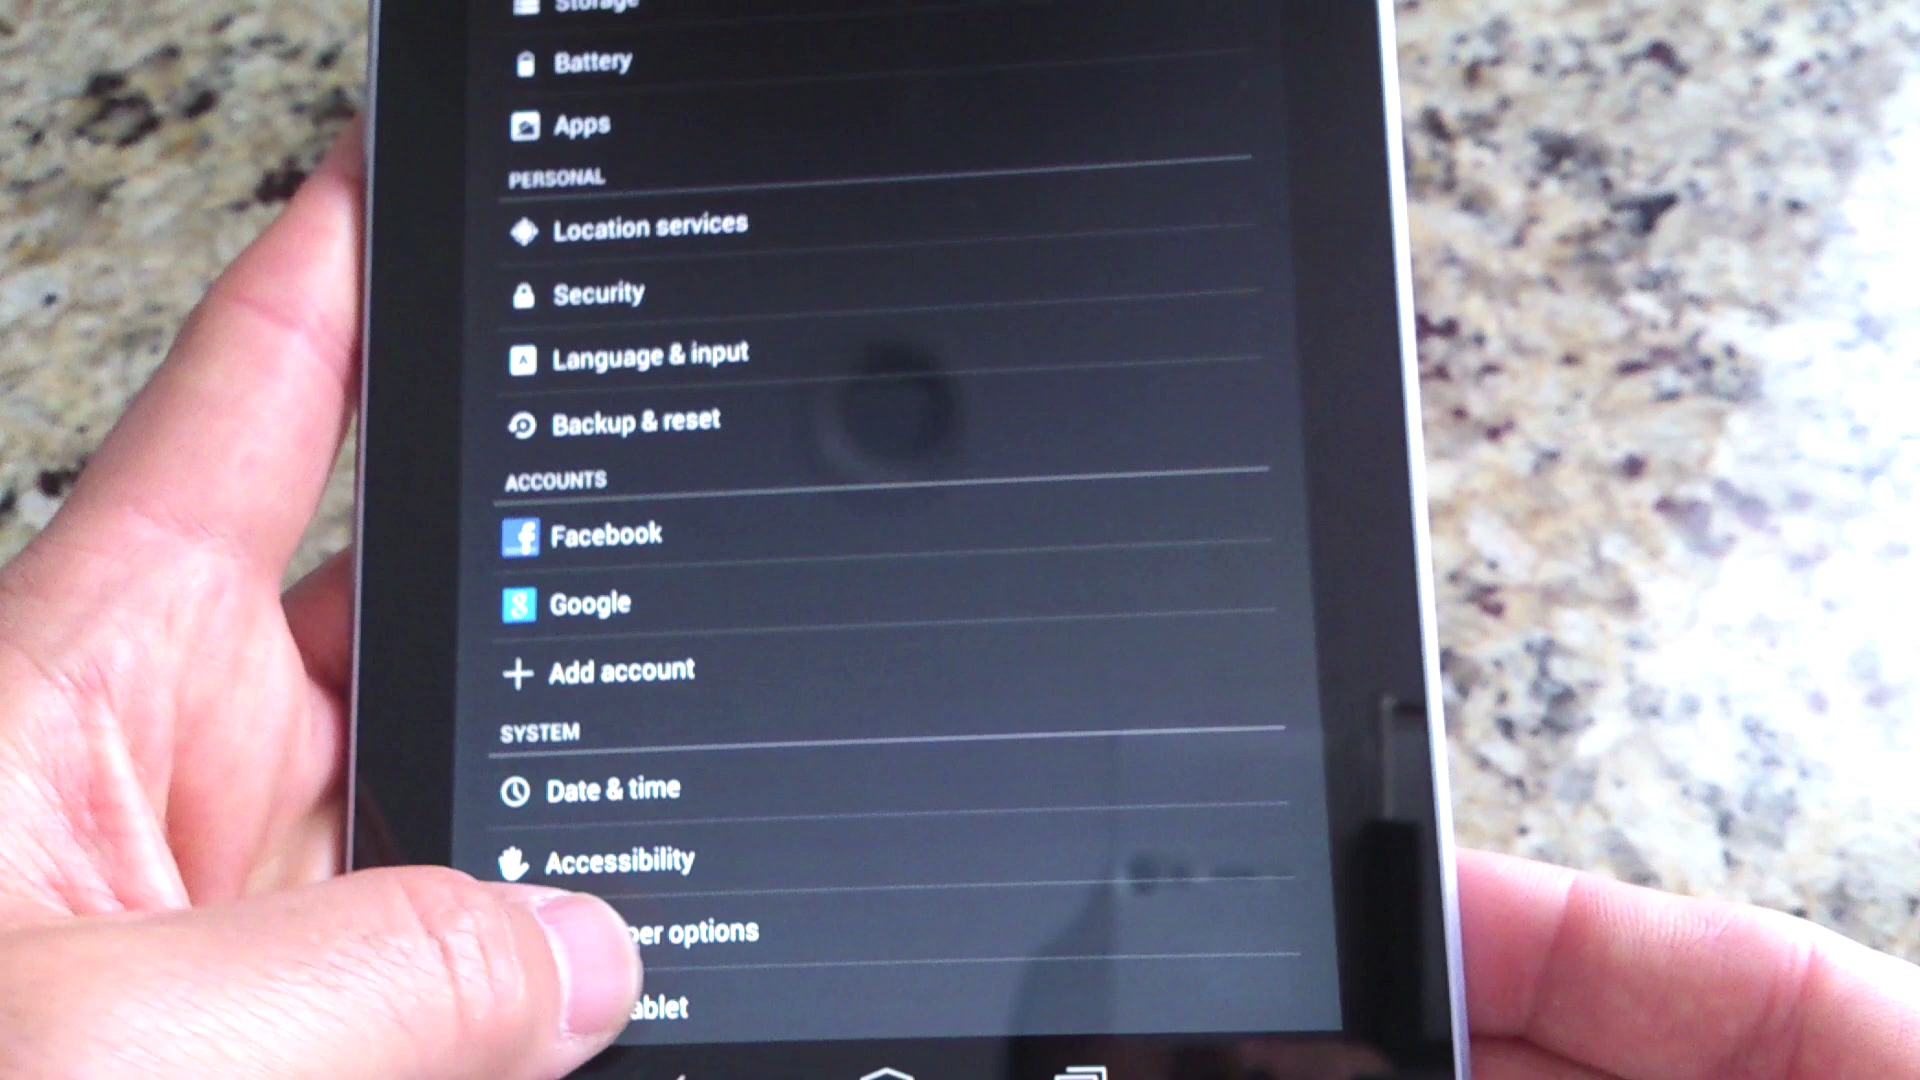 Storage
Battery
Apps
PERSONAL
Location services
Security
Language & input
Backup & reset
ACCOUNTS
Facebook
Google
Add account
SYSTEM
Date & time
Accessibility
per options
ablet